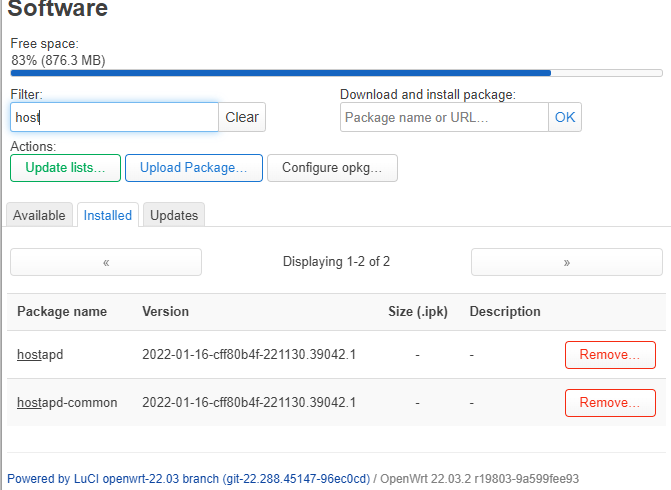 Software
Free space:
83% (876.3 MB)
Filter:
Download and install package:
host
Clear
Package name or URL…
OK
Actions:
Update lists…
Upload Package…
Configure opkg…
Available
Installed
Updates
«
Displaying 1-2 of 2
»
Package name Version Size (.ipk) Description
hostapd 2022-01-16-cff80b4f-221130.39042.1 - - Remove…
hostapd-common 2022-01-16-cff80b4f-221130.39042.1 - - Remove…
Powered by LuCI openwrt-22.03 branch (git-22.288.45147-96ec0cd) / OpenWrt 22.03.2 r19803-9a599fee93